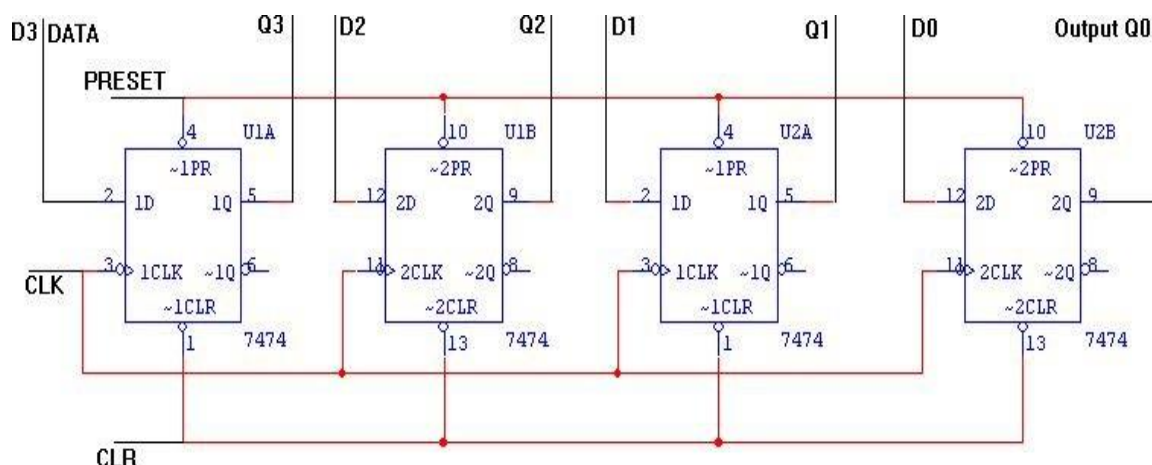 D3 DATA Q3 D2 Q2 D1 Q1 D0 Output Q0
PRESET
4 U1A 10 U1B 4 U2A 10 U2B
~1PR ~2PR ~1PR ~2PR
2 1D 1Q 5 12 2D 2Q 9 2 1D 1Q 5 12 2D 2Q 9
3 1CLK ~1Q 6 11 2CLK ~2Q 8 3 1CLK ~1Q 6 11 2CLK ~2Q 8
CLK
~1CLR ~2CLR ~1CLR ~2CLR
1 7474 13 7474 1 7474 13 7474
CLR